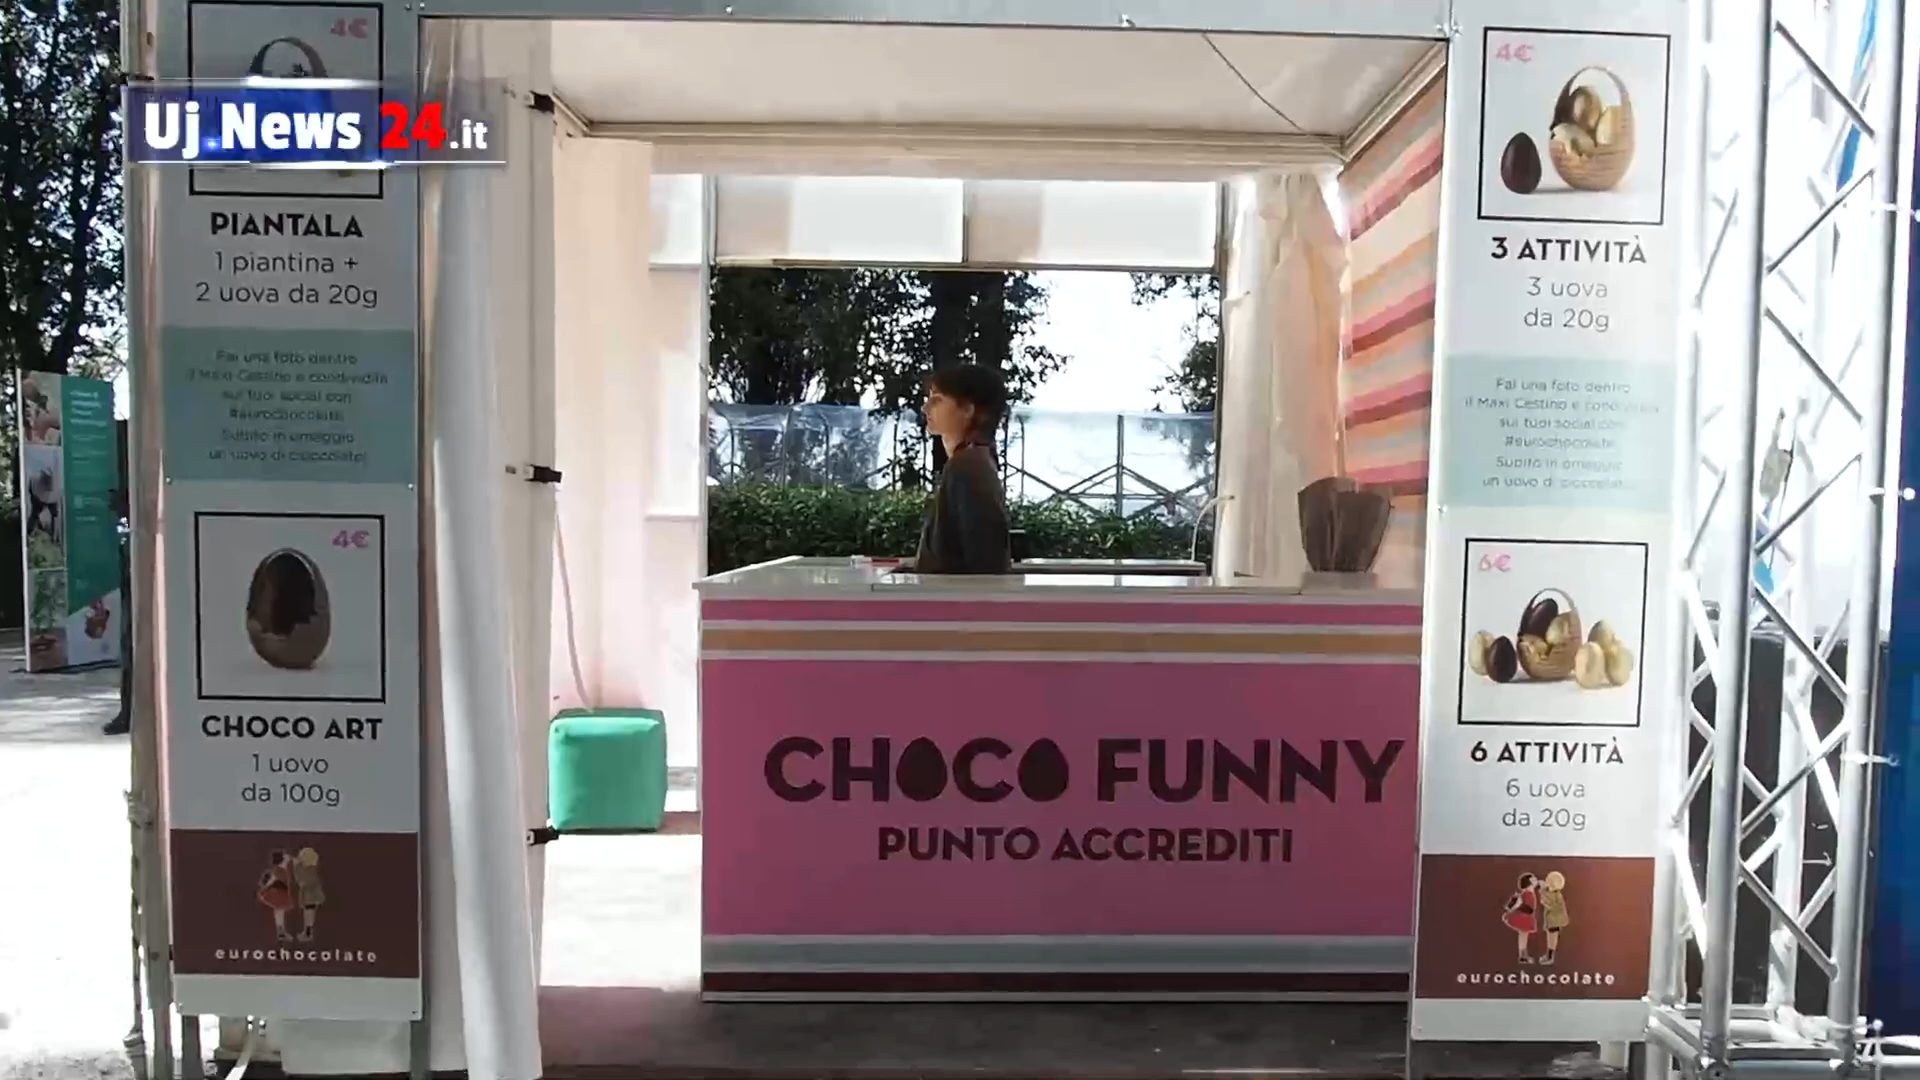 4€
Uj News 24.it
PIANTALA
1 piantina +
2 uova da 20g
Fai una foto dentro
il Maxi Cestino e condividila
sui tuoi social con
#eurochocolate
Subito in omaggio
un uovo di cioccolato!
4€
CHOCO ART
1 uovo
da 100g
eurochocolate
CHOCO FUNNY
PUNTO ACCREDITI
4€
3 ATTIVITÀ
3 uova
da 20g
Fai una foto dentro
il Maxi Cestino e condividila
sui tuoi social con
#eurochocolate
Subito in omaggio
un uovo di cioccolato!
6€
6 ATTIVITÀ
6 uova
da 20g
eurochocolate